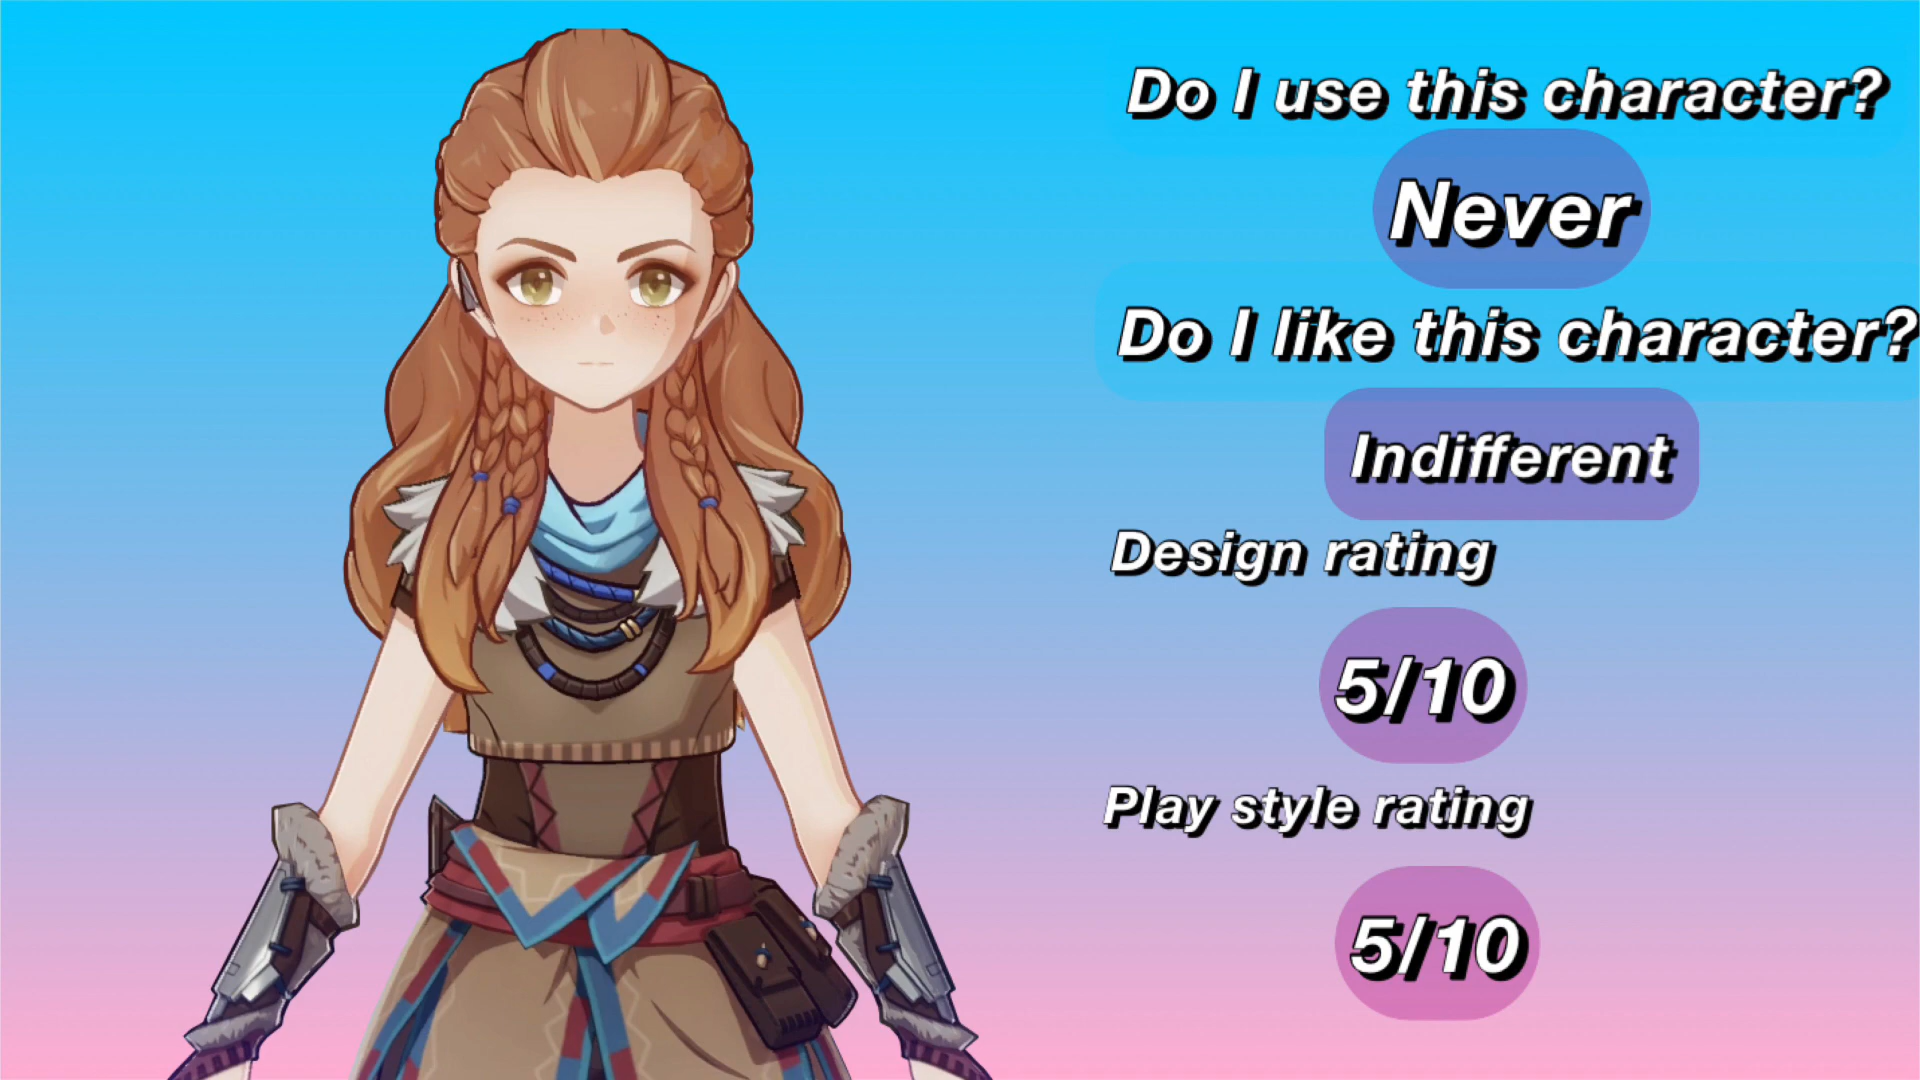 Do I use this character?
Never
Do I like this character?
Indifferent
Design rating
5/10
Play style rating
5/10